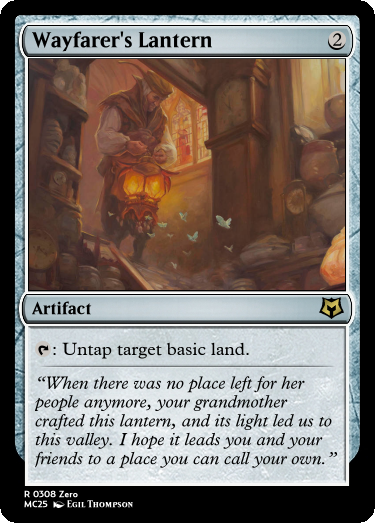 Wayfarer's Lantern 2
Artifact
: Untap target basic land.
“When there was no place left for her
people anymore, your grandmother
crafted this lantern, and its light led us to
this valley. I hope it leads you and your
friends to a place you can call your own.”
R 0308 Zero
MC25 Egil Thompson